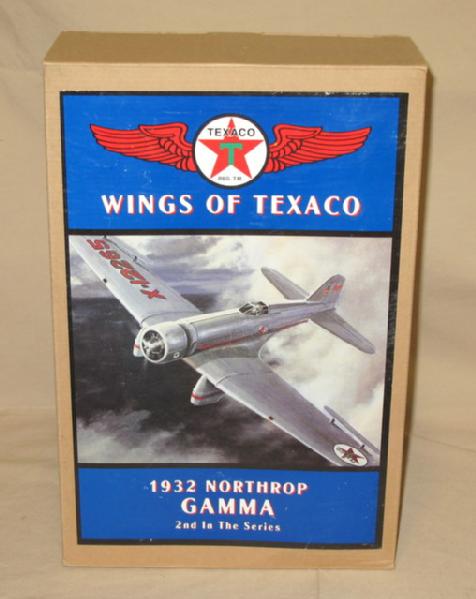 TEXACO
T
REG. T.M.
WINGS OF TEXACO
X-12265
1932 NORTHROP
GAMMA
2nd In The Series